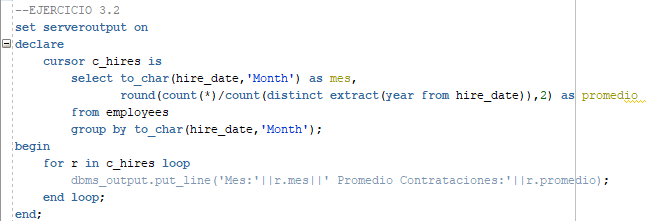 --EJERCICIO 3.2
set serveroutput on
declare
cursor c_hires is
select to_char(hire_date,'Month') as mes,
round(count(*)/count(distinct extract(year from hire_date)),2) as promedio
from employees
group by to_char(hire_date,'Month');
begin
for r in c_hires loop
dbms_output.put_line('Mes:'||r.mes||' Promedio Contrataciones:'||r.promedio);
end loop;
end;